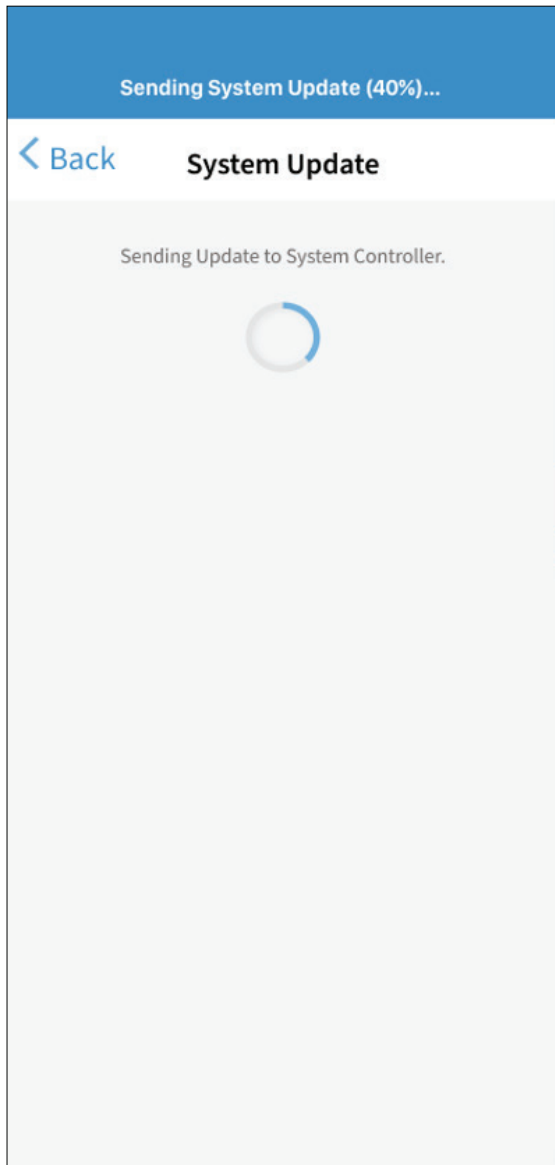 Sending System Update (40%)...
Back
System Update
Sending Update to System Controller.